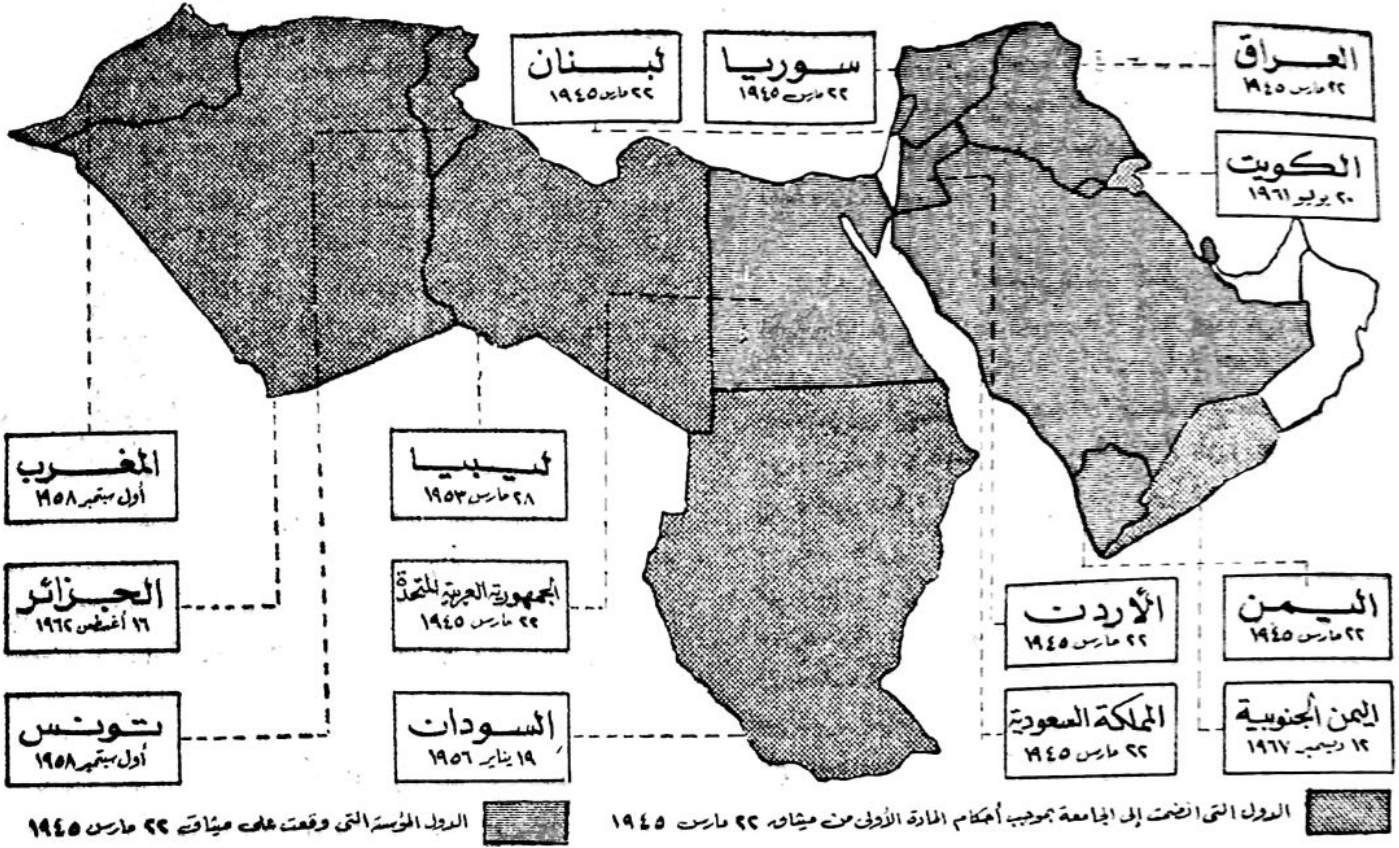 العراق
٢٢ مارس ١٩٤٥
سوريا
٢٢ مارس ١٩٤٥
لبنان
٢٢ مارس ١٩٤٥
الكويت
٢٠ يوليو ١٩٦١
المغرب
أول سبتمبر ١٩٥٨
ليبيا
٢٨ مارس ١٩٥٣
الجزائر
١٦ أغسطس ١٩٦٢
الجمهورية العربية المتحدة
٢٢ مارس ١٩٤٥
الأردن
٢٢ مارس ١٩٤٥
اليمن
٢٢ مارس ١٩٤٥
تونس
أول سبتمبر ١٩٥٨
السودان
١٩ يناير ١٩٥٦
المملكة السعودية
٢٢ مارس ١٩٤٥
اليمن الجنوبية
١٢ ديسمبر ١٩٦٧
الدول التى انضمت إلى الجامعة بموجب أحكام المادة الأولى من ميثاق ٢٢ مارس ١٩٤٥
الدول المؤسسة التى وقعت على ميثاق ٢٢ مارس ١٩٤٥